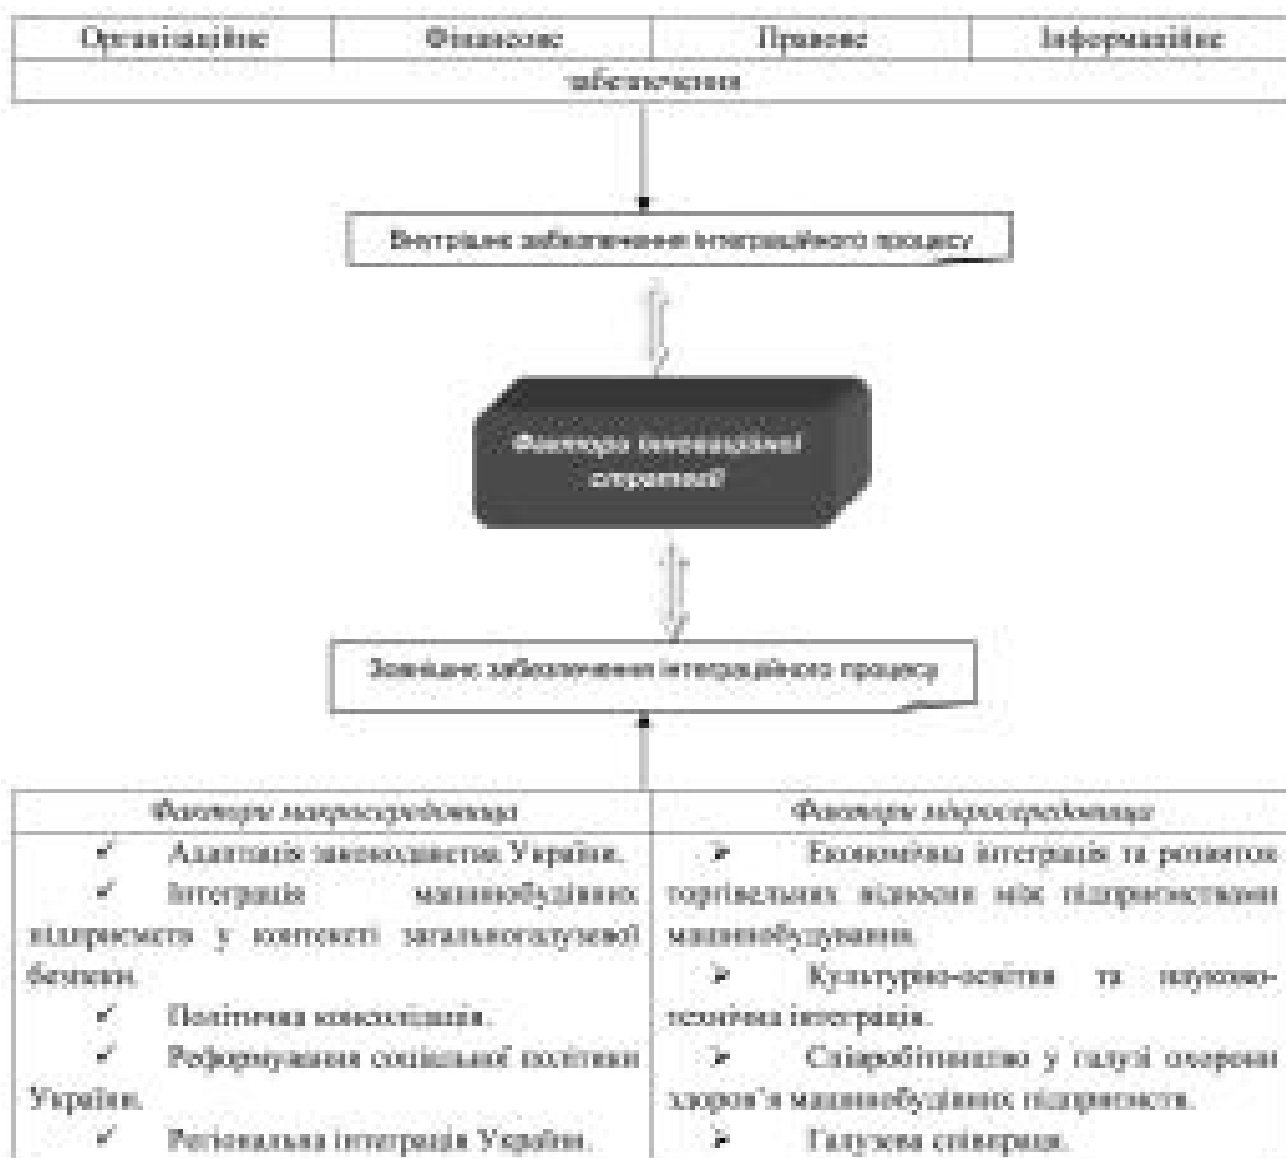 Організаційне Фінансове Правове Інформаційне
забезпечення
Внутрішнє забезпечення інтеграційного процесу
Фактори інноваційної
стратегії
Зовнішнє забезпечення інтеграційного процесу
Фактори макросередовища
✓ Адаптація законодавства України.
✓ Інтеграція машинобудівних
підприємств у контексті загальногалузевої
безпеки.
✓ Політична консолідація.
✓ Реформування соціальної політики
України.
✓ Регіональна інтеграція України.
Фактори мікросередовища
➢ Економічна інтеграція та розвиток
торгівельних відносин між підприємствами
машинобудування.
➢ Культурно-освітня та науково-
технічна інтеграція.
➢ Співробітництво у галузі охорони
здоров'я машинобудівних підприємств.
➢ Галузева співпраця.